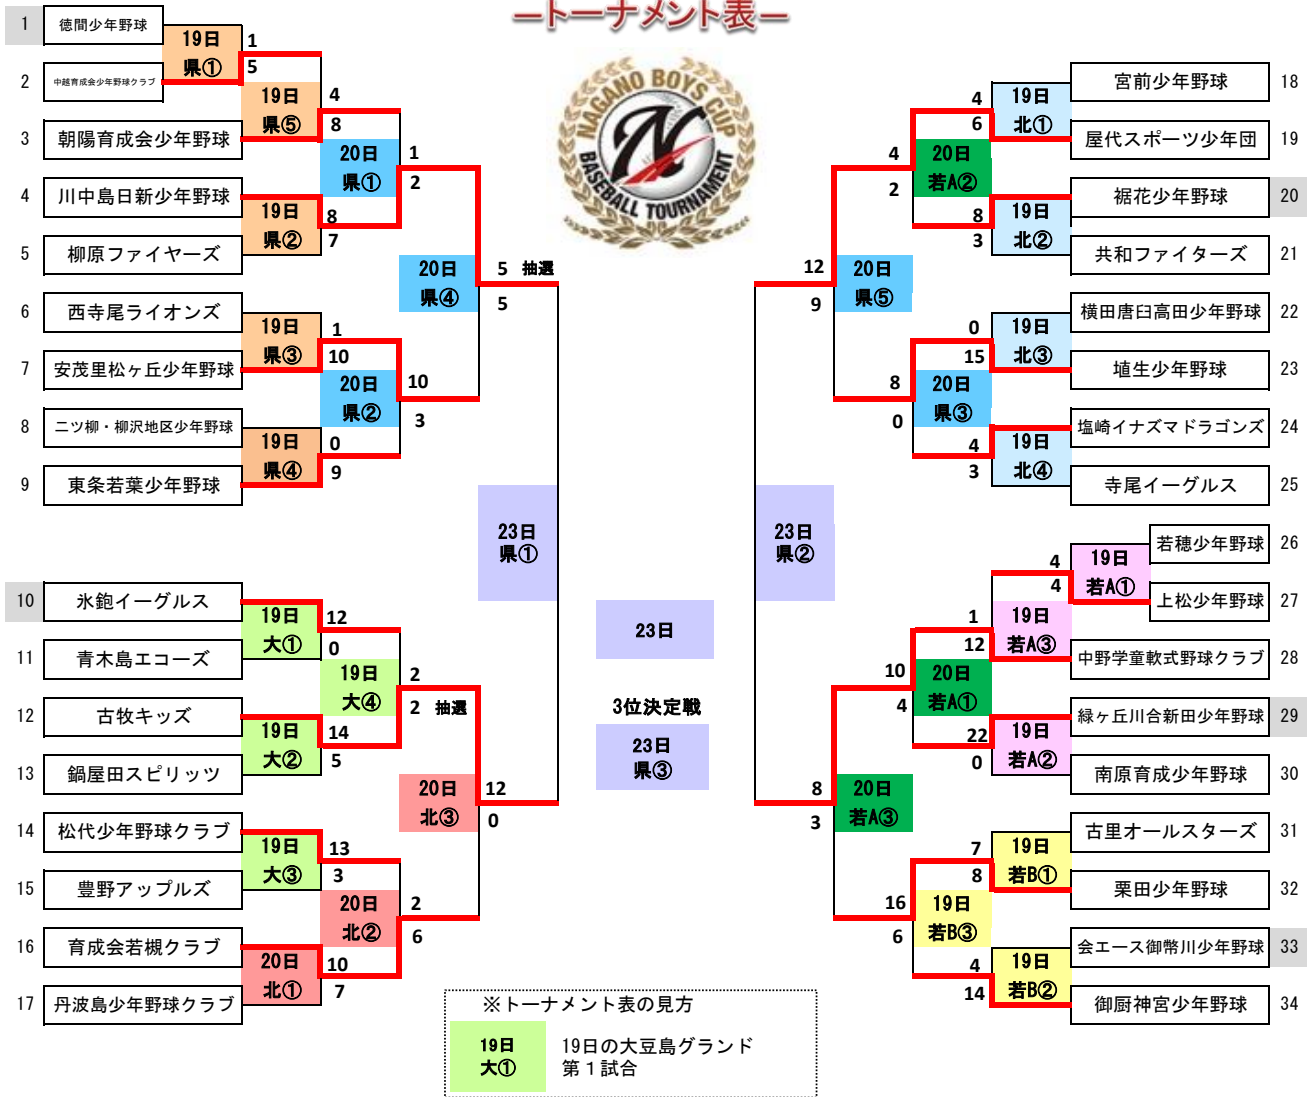 ートーナメント表ー
NAGANO BOYS CUP
N
BASEBALL TOURNAMENT
1 徳間少年野球
2 中越育成会少年野球クラブ
3 朝陽育成会少年野球
4 川中島日新少年野球
5 柳原ファイヤーズ
6 西寺尾ライオンズ
7 安茂里松ヶ丘少年野球
8 二ツ柳・柳沢地区少年野球
9 東条若葉少年野球
10 氷鉋イーグルス
11 青木島エコーズ
12 古牧キッズ
13 鍋屋田スピリッツ
14 松代少年野球クラブ
15 豊野アップルズ
16 育成会若槻クラブ
17 丹波島少年野球クラブ
19日
県①
1
5
19日
県⑤
4
8
19日
県②
8
7
20日
県①
1
2
19日
県③
1
10
19日
県④
0
9
20日
県②
10
3
20日
県④
5 抽選
5
19日
大①
12
0
19日
大②
14
5
19日
大④
2
2 抽選
19日
大③
13
3
20日
北①
10
7
20日
北②
2
6
20日
北③
12
0
23日
県①
23日
3位決定戦
23日
県③
23日
県②
宮前少年野球 18
屋代スポーツ少年団 19
裾花少年野球 20
共和ファイターズ 21
横田唐臼高田少年野球 22
埴生少年野球 23
塩崎イナズマドラゴンズ 24
寺尾イーグルス 25
若穂少年野球 26
上松少年野球 27
中野学童軟式野球クラブ 28
緑ヶ丘川合新田少年野球 29
南原育成少年野球 30
古里オールスターズ 31
栗田少年野球 32
会エース御幣川少年野球 33
御厨神宮少年野球 34
4
6
19日
北①
8
3
19日
北②
4
2
20日
若A②
0
15
19日
北③
4
3
19日
北④
8
0
20日
県③
12
9
20日
県⑤
4
4
19日
若A①
1
12
19日
若A③
22
0
19日
若A②
10
4
20日
若A①
7
8
19日
若B①
4
14
19日
若B②
16
6
19日
若B③
8
3
20日
若A③
※トーナメント表の見方
19日
大①
19日の大豆島グランド
第１試合